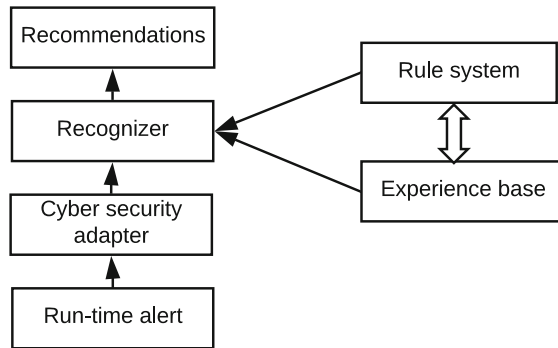 Recommendations
Recognizer
Cyber security
adapter
Run-time alert
Rule system
Experience base